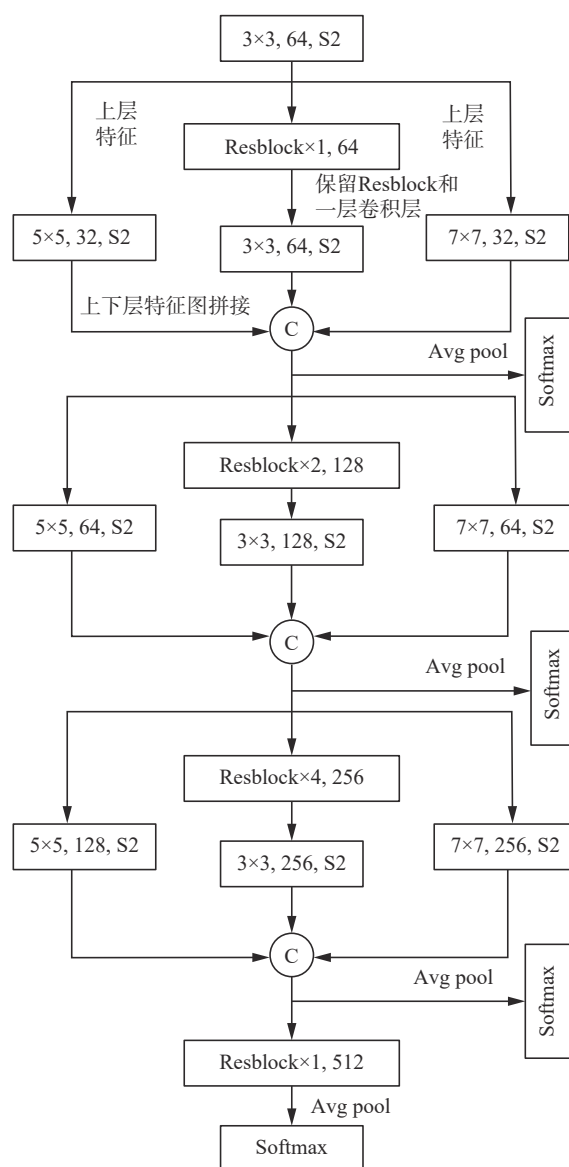 3×3, 64, S2
上层
特征
上层
特征
Resblock×1, 64
保留Resblock和
一层卷积层
5×5, 32, S2
3×3, 64, S2
7×7, 32, S2
上下层特征图拼接
C
Avg pool
Softmax
Resblock×2, 128
5×5, 64, S2
3×3, 128, S2
7×7, 64, S2
C
Avg pool
Softmax
Resblock×4, 256
5×5, 128, S2
3×3, 256, S2
7×7, 256, S2
C
Avg pool
Softmax
Resblock×1, 512
Avg pool
Softmax